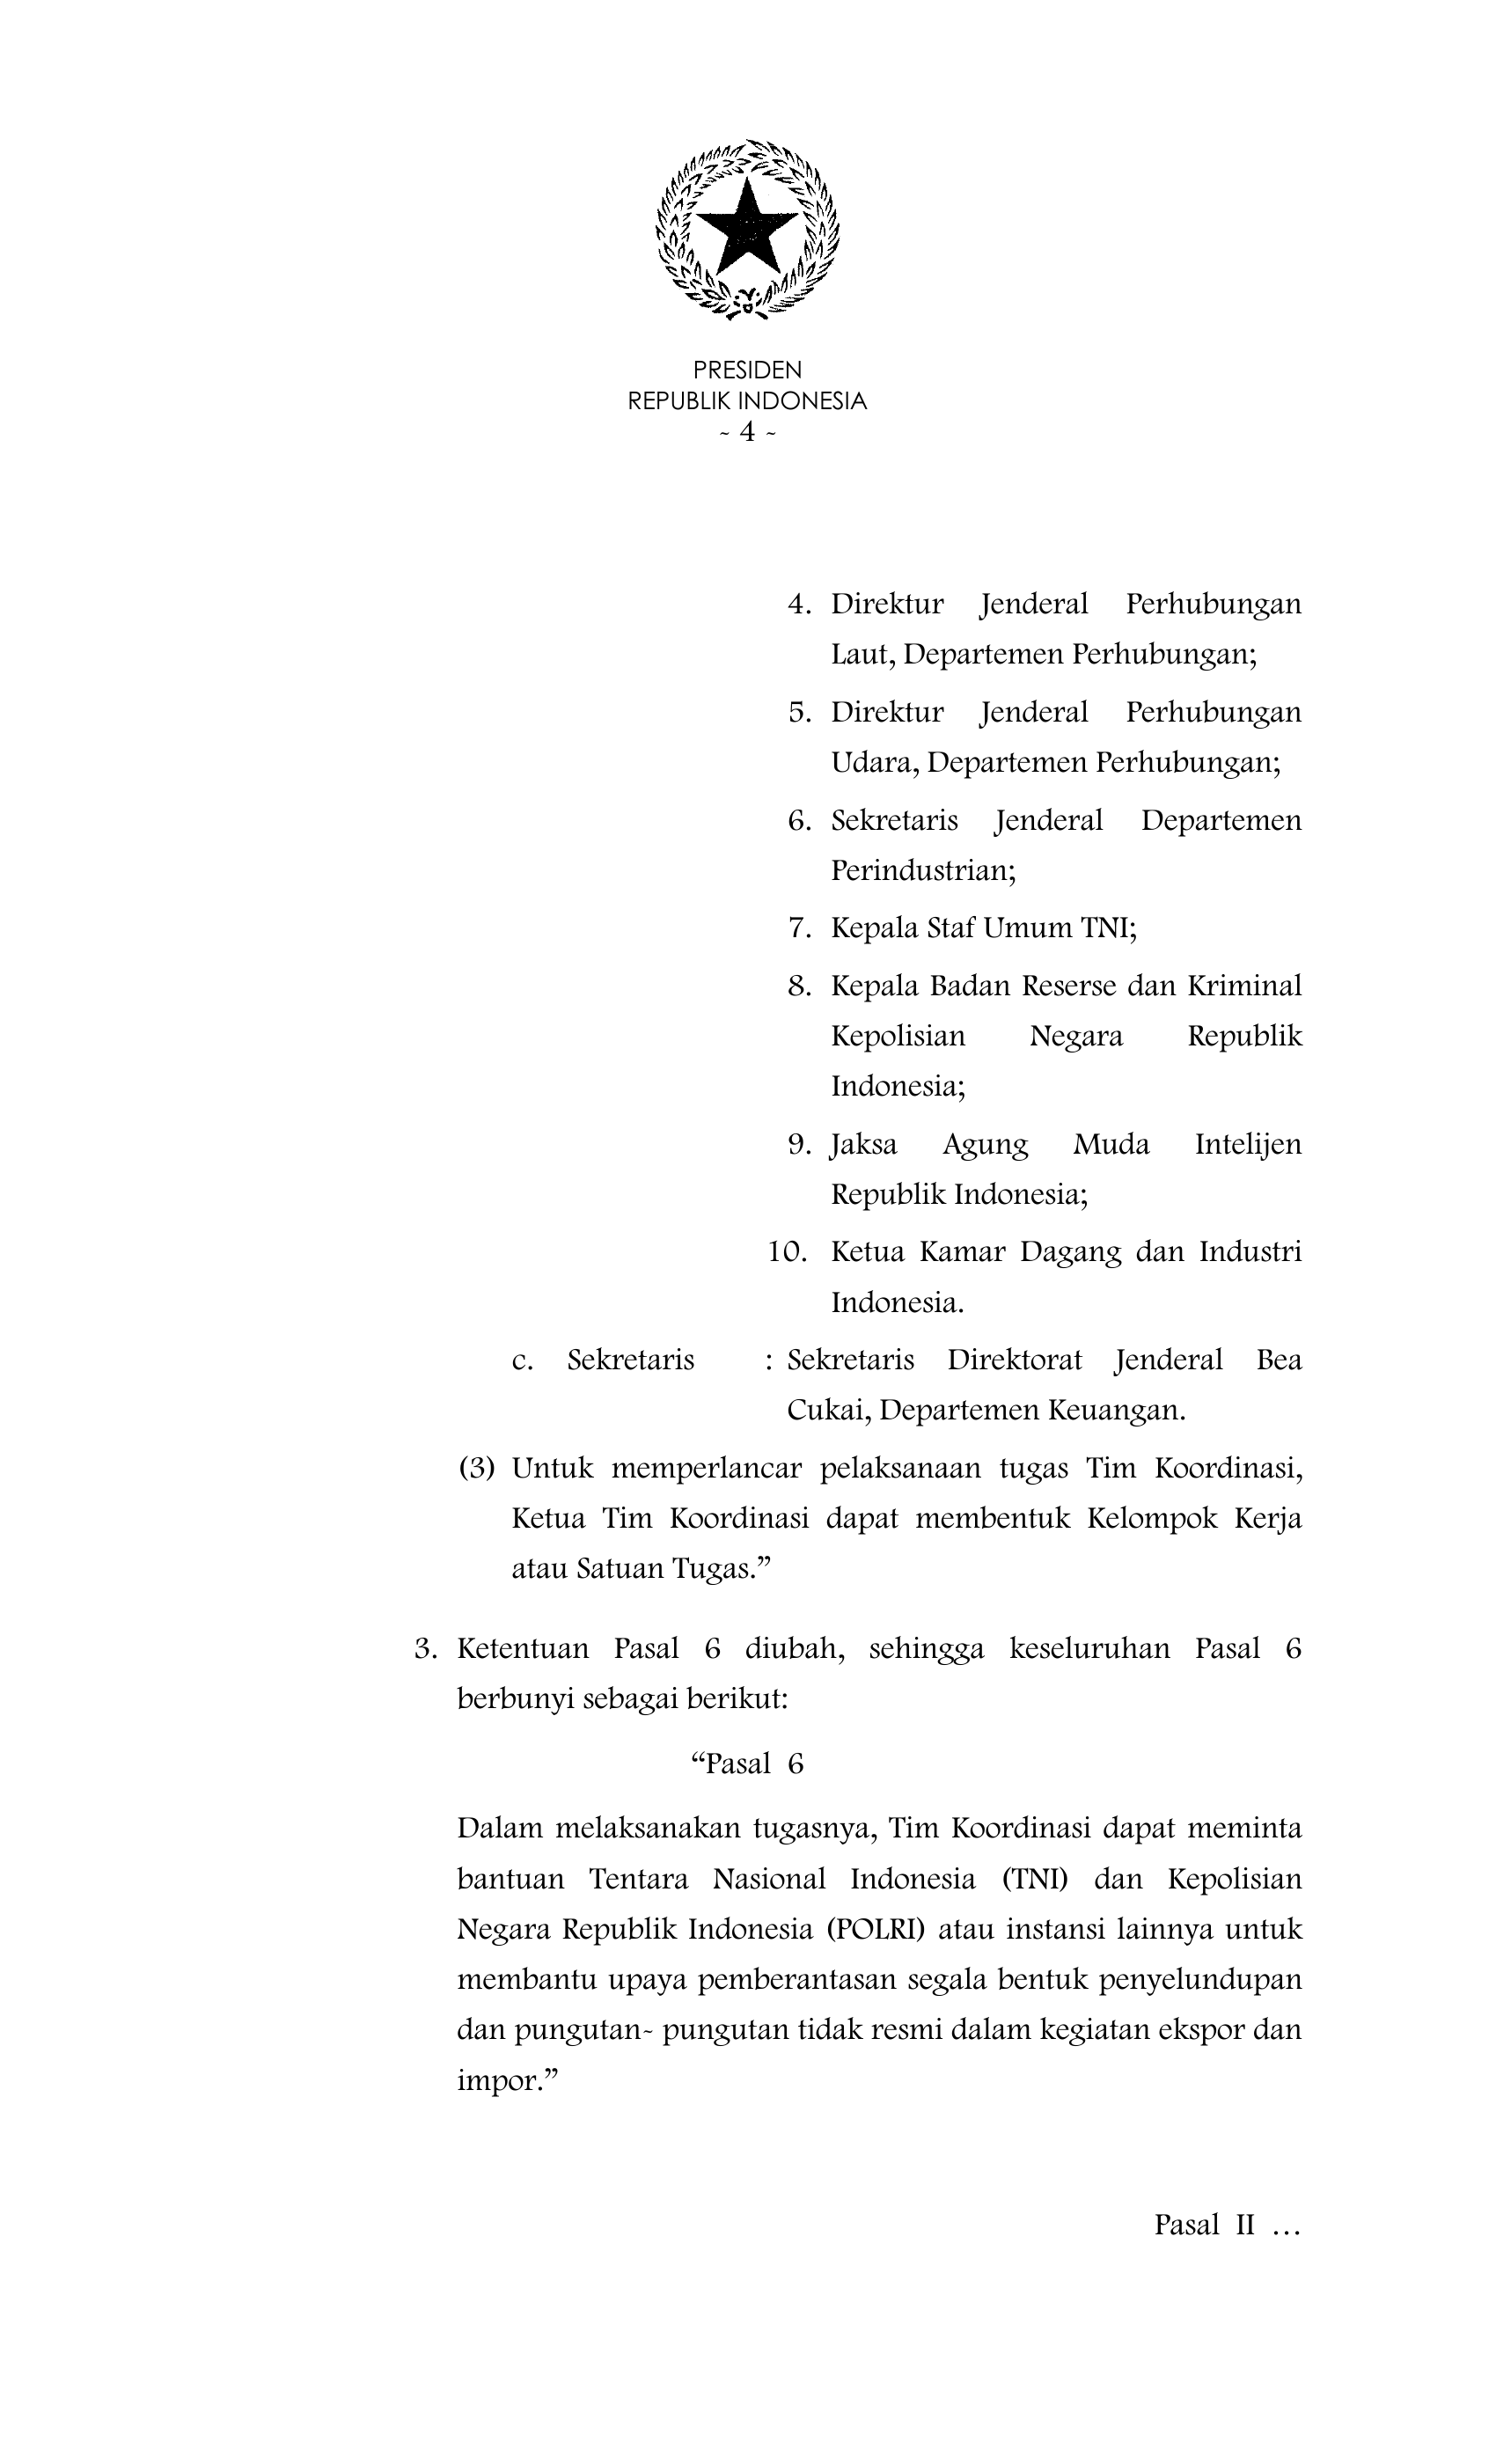 PRESIDEN
REPUBLIK INDONESIA
~ 4 ~
4. Direktur Jenderal Perhubungan
Laut, Departemen Perhubungan;
5. Direktur Jenderal Perhubungan
Udara, Departemen Perhubungan;
6. Sekretaris Jenderal Departemen
Perindustrian;
7. Kepala Staf Umum TNI;
8. Kepala Badan Reserse dan Kriminal
Kepolisian Negara Republik
Indonesia;
9. Jaksa Agung Muda Intelijen
Republik Indonesia;
10. Ketua Kamar Dagang dan Industri
Indonesia.
c. Sekretaris : Sekretaris Direktorat Jenderal Bea
Cukai, Departemen Keuangan.
(3) Untuk memperlancar pelaksanaan tugas Tim Koordinasi,
Ketua Tim Koordinasi dapat membentuk Kelompok Kerja
atau Satuan Tugas.”
3. Ketentuan Pasal 6 diubah, sehingga keseluruhan Pasal 6
berbunyi sebagai berikut:
“Pasal 6
Dalam melaksanakan tugasnya, Tim Koordinasi dapat meminta
bantuan Tentara Nasional Indonesia (TNI) dan Kepolisian
Negara Republik Indonesia (POLRI) atau instansi lainnya untuk
membantu upaya pemberantasan segala bentuk penyelundupan
dan pungutan- pungutan tidak resmi dalam kegiatan ekspor dan
impor.”
Pasal II …